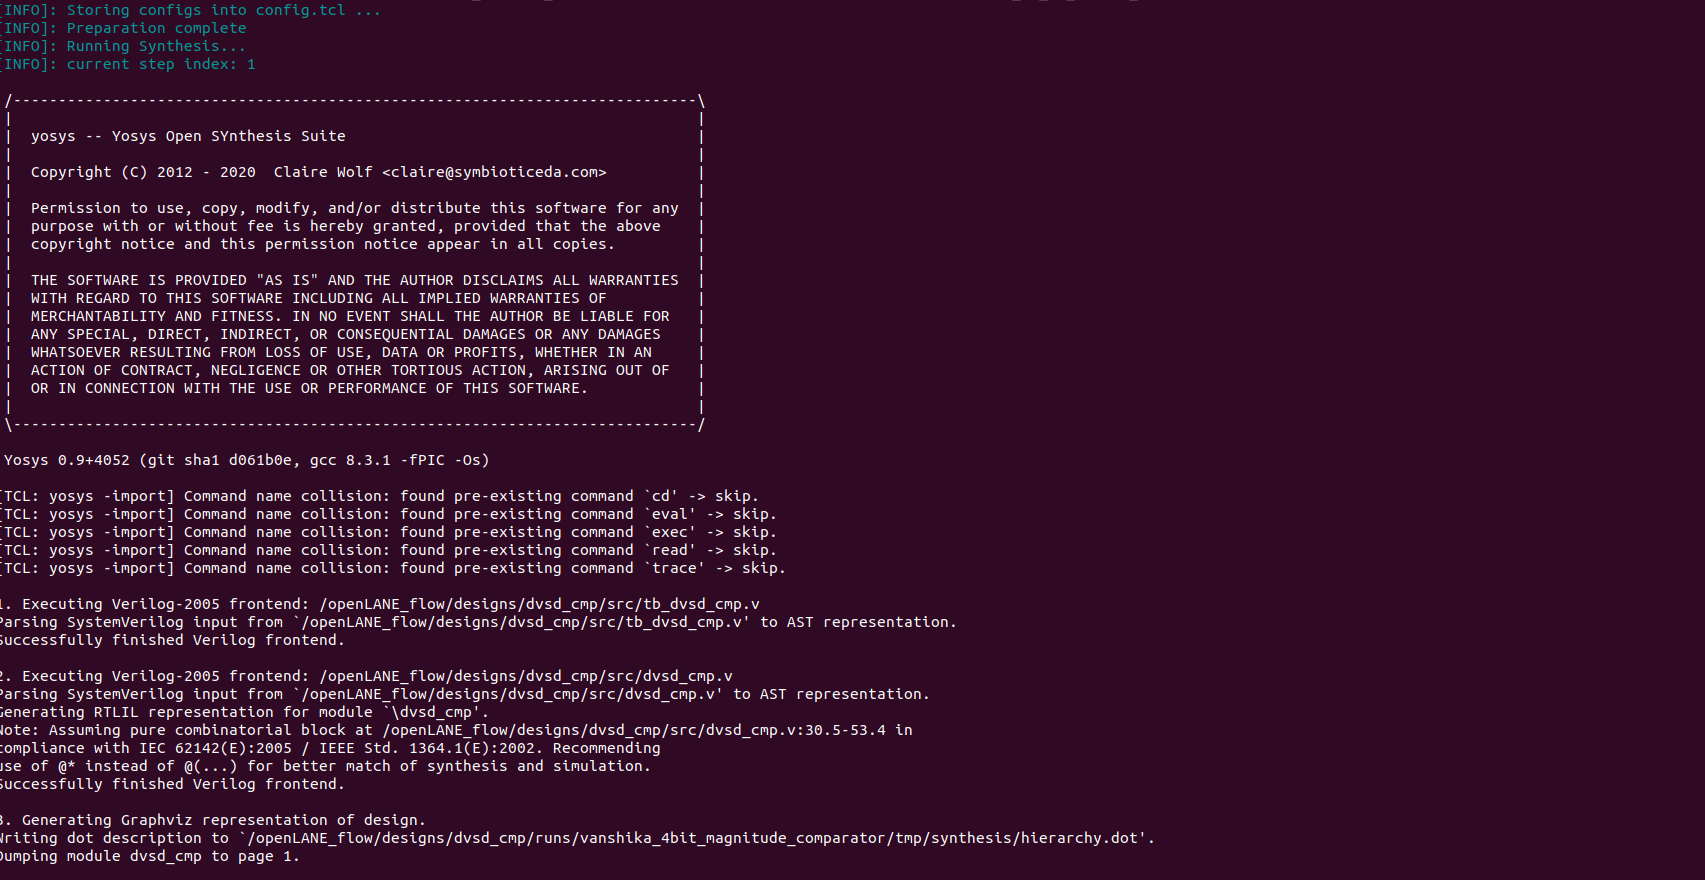 [INFO]: Storing configs into config.tcl ...
[INFO]: Preparation complete
[INFO]: Running Synthesis...
[INFO]: current step index: 1
/----------------------------------------------------------------------------\
|                                                                            |
|  yosys -- Yosys Open SYnthesis Suite                                       |
|                                                                            |
|  Copyright (C) 2012 - 2020  Claire Wolf <claire@symbioticeda.com>          |
|                                                                            |
|  Permission to use, copy, modify, and/or distribute this software for any  |
|  purpose with or without fee is hereby granted, provided that the above    |
|  copyright notice and this permission notice appear in all copies.         |
|                                                                            |
|  THE SOFTWARE IS PROVIDED "AS IS" AND THE AUTHOR DISCLAIMS ALL WARRANTIES  |
|  WITH REGARD TO THIS SOFTWARE INCLUDING ALL IMPLIED WARRANTIES OF          |
|  MERCHANTABILITY AND FITNESS. IN NO EVENT SHALL THE AUTHOR BE LIABLE FOR   |
|  ANY SPECIAL, DIRECT, INDIRECT, OR CONSEQUENTIAL DAMAGES OR ANY DAMAGES    |
|  WHATSOEVER RESULTING FROM LOSS OF USE, DATA OR PROFITS, WHETHER IN AN     |
|  ACTION OF CONTRACT, NEGLIGENCE OR OTHER TORTIOUS ACTION, ARISING OUT OF   |
|  OR IN CONNECTION WITH THE USE OR PERFORMANCE OF THIS SOFTWARE.            |
|                                                                            |
\----------------------------------------------------------------------------/
Yosys 0.9+4052 (git sha1 d061b0e, gcc 8.3.1 -fPIC -Os)
[TCL: yosys -import] Command name collision: found pre-existing command `cd' -> skip.
[TCL: yosys -import] Command name collision: found pre-existing command `eval' -> skip.
[TCL: yosys -import] Command name collision: found pre-existing command `exec' -> skip.
[TCL: yosys -import] Command name collision: found pre-existing command `read' -> skip.
[TCL: yosys -import] Command name collision: found pre-existing command `trace' -> skip.
1. Executing Verilog-2005 frontend: /openLANE_flow/designs/dvsd_cmp/src/tb_dvsd_cmp.v
Parsing SystemVerilog input from `/openLANE_flow/designs/dvsd_cmp/src/tb_dvsd_cmp.v' to AST representation.
Successfully finished Verilog frontend.
2. Executing Verilog-2005 frontend: /openLANE_flow/designs/dvsd_cmp/src/dvsd_cmp.v
Parsing SystemVerilog input from `/openLANE_flow/designs/dvsd_cmp/src/dvsd_cmp.v' to AST representation.
Generating RTLIL representation for module `\dvsd_cmp'.
Note: Assuming pure combinatorial block at /openLANE_flow/designs/dvsd_cmp/src/dvsd_cmp.v:30.5-53.4 in
compliance with IEC 62142(E):2005 / IEEE Std. 1364.1(E):2002. Recommending
use of @* instead of @(...) for better match of synthesis and simulation.
Successfully finished Verilog frontend.
3. Generating Graphviz representation of design.
Writing dot description to `/openLANE_flow/designs/dvsd_cmp/runs/vanshika_4bit_magnitude_comparator/tmp/synthesis/hierarchy.dot'.
Dumping module dvsd_cmp to page 1.